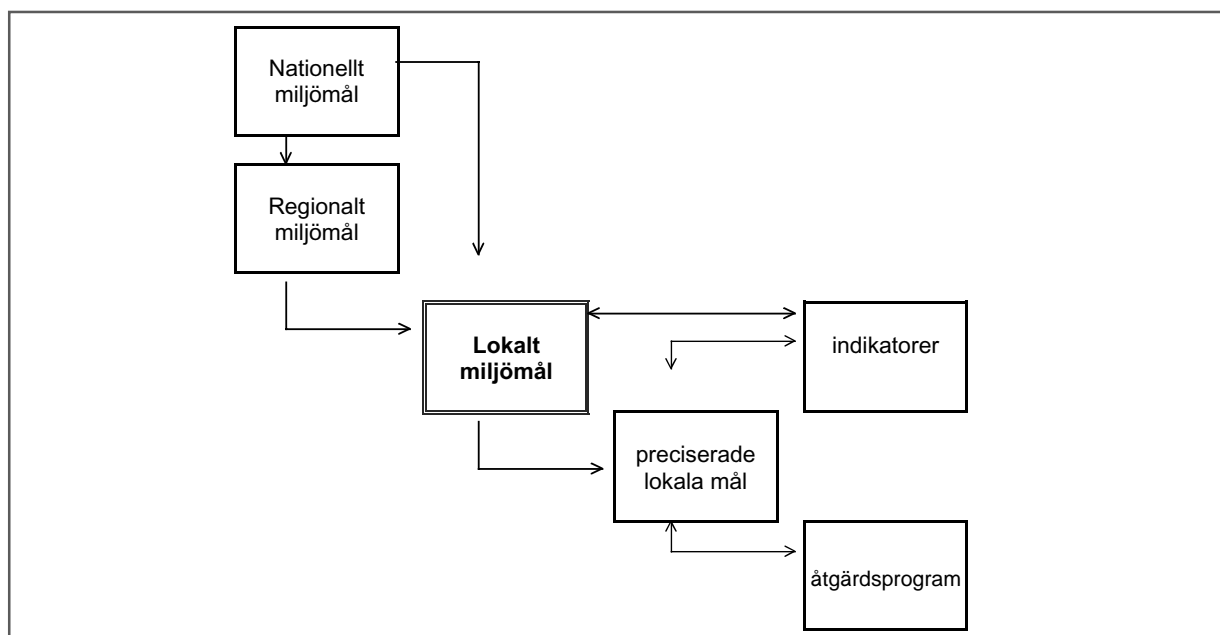 Nationellt
miljömål
Regionalt
miljömål
Lokalt
miljömål
indikatorer
preciserade
lokala mål
åtgärdsprogram